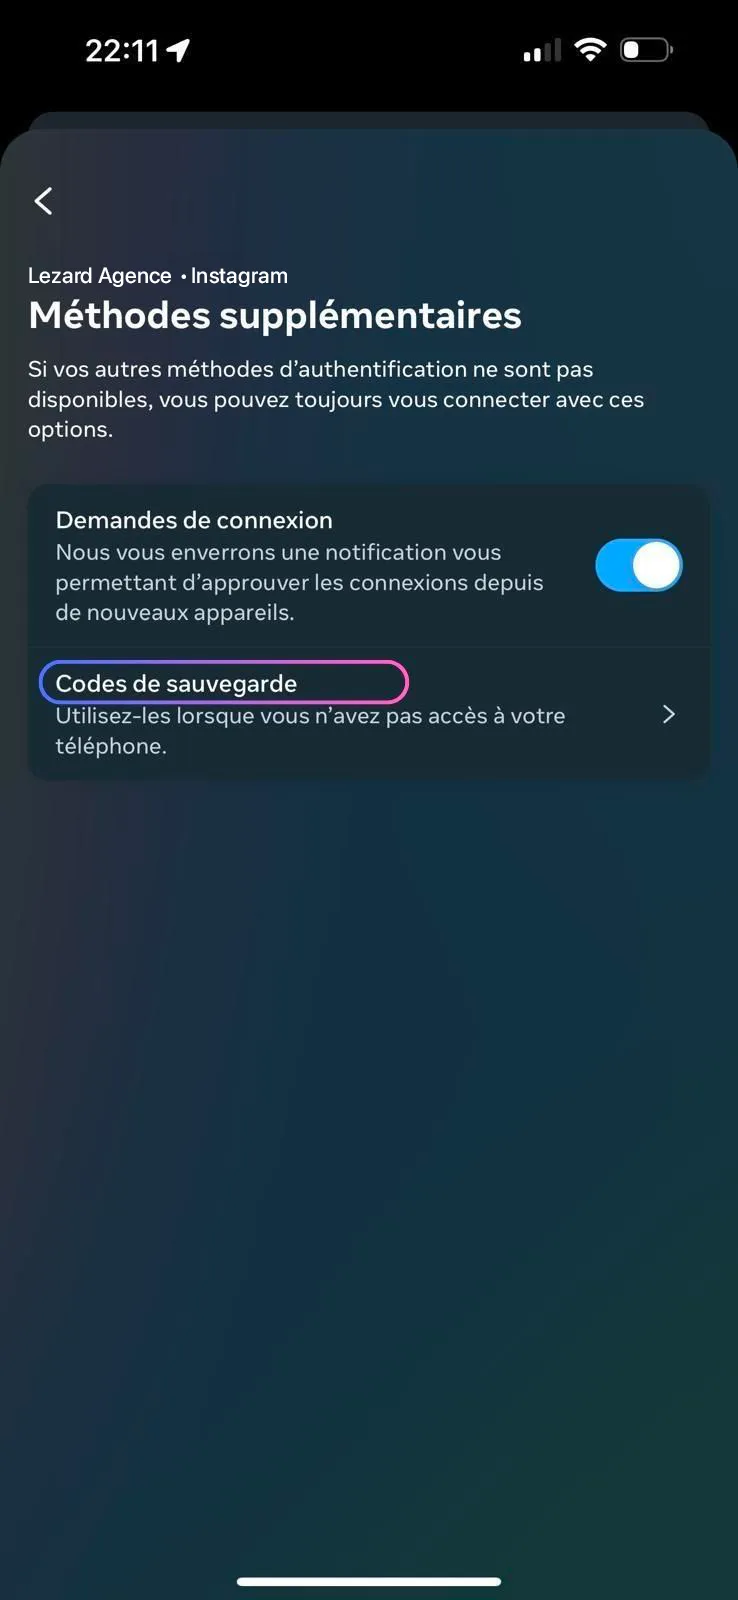 22:11
Lezard Agence • Instagram
Méthodes supplémentaires
Si vos autres méthodes d’authentification ne sont pas
disponibles, vous pouvez toujours vous connecter avec ces
options.
Demandes de connexion
Nous vous enverrons une notification vous
permettant d’approuver les connexions depuis
de nouveaux appareils.
Codes de sauvegarde
Utilisez-les lorsque vous n’avez pas accès à votre
téléphone.